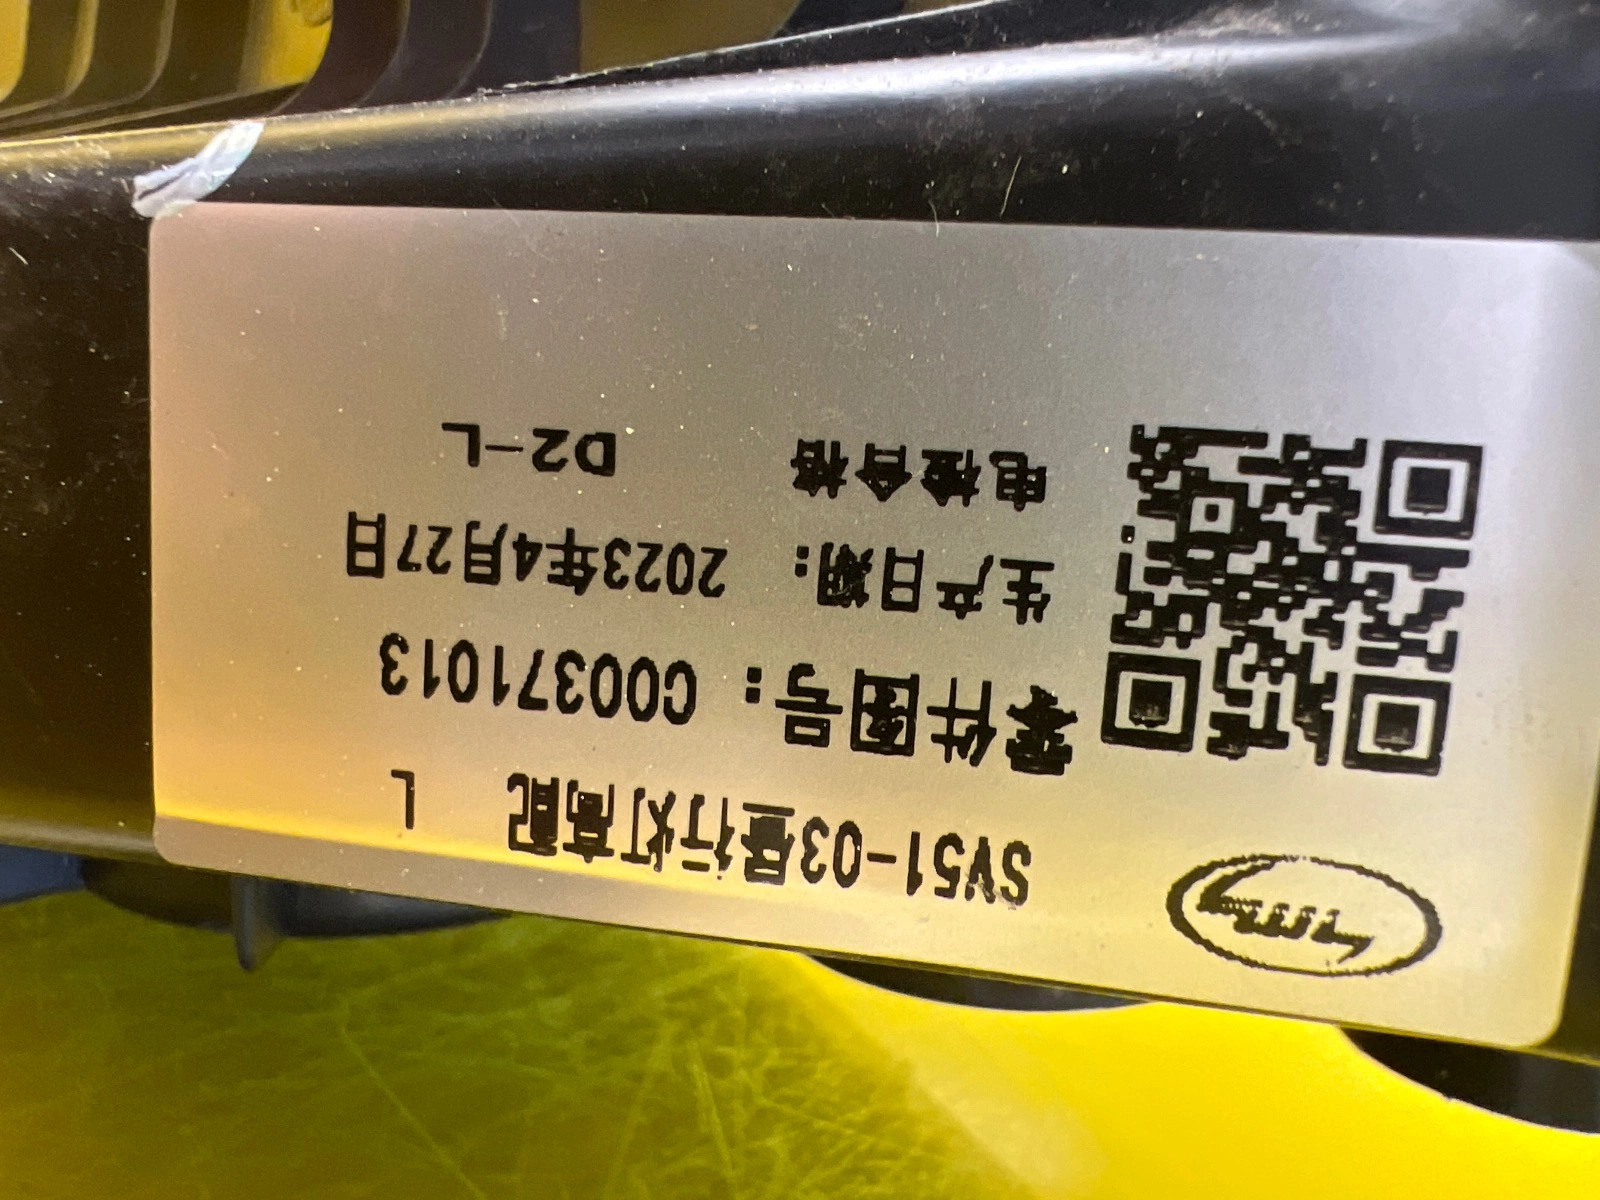 SV51-03昼行灯高配 L
零件图号：C00371013
生产日期：2023年4月27日
电检合格 D2-L